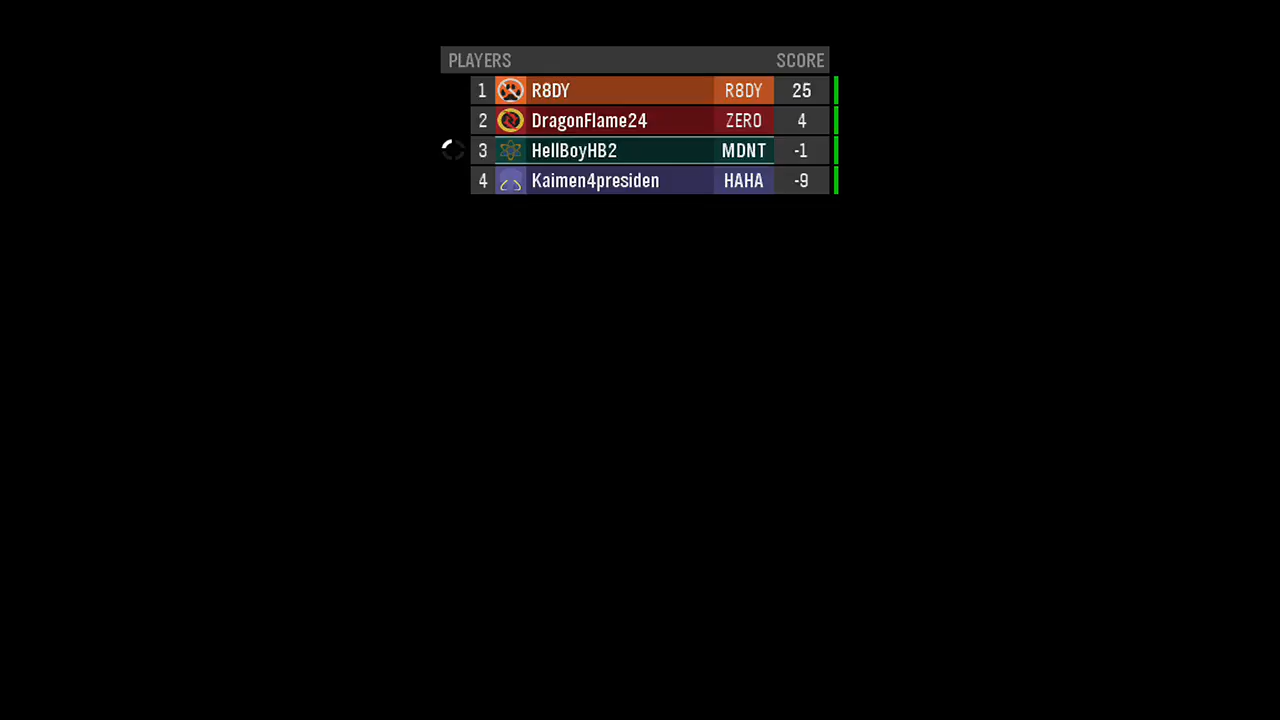 PLAYERS SCORE
1 R8DY R8DY 25
2 DragonFlame24 ZERO 4
3 HellBoyHB2 MDNT -1
4 Kaimen4presiden HAHA -9